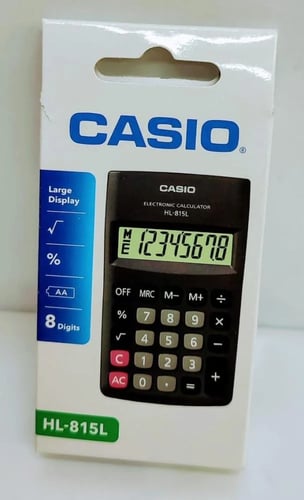 CASIO®
Large
Display
√
%
AA
8 Digits
HL-815L
CASIO
ELECTRONIC CALCULATOR
HL-815L
M
E 12345678
OFF MRC M− M+ ÷
% 7 8 9 ×
√ 4 5 6 −
C 1 2 3 +
AC 0 · =